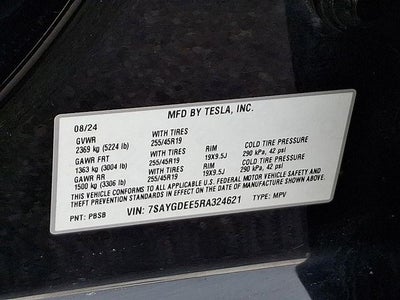 MFD BY TESLA, INC.
08/24
GVWR WITH TIRES RIM COLD TIRE PRESSURE
2369 kg (5224 lb) 255/45R19 19X9.5J 290 kPa, 42 psi
GAWR FRT WITH TIRES
1363 kg (3004 lb) 255/45R19 RIM COLD TIRE PRESSURE
GAWR RR WITH TIRES 19X9.5J 290 kPa, 42 psi
1500 kg (3306 lb) 255/45R19
THIS VEHICLE CONFORMS TO ALL APPLICABLE U.S. FEDERAL MOTOR VEHICLE SAFETY AND
THEFT PREVENTION STANDARDS IN EFFECT ON THE DATE OF MANUFACTURE SHOWN ABOVE.
PNT: PBSB VIN: 7SAYGDEE5RA324621 TYPE: MPV